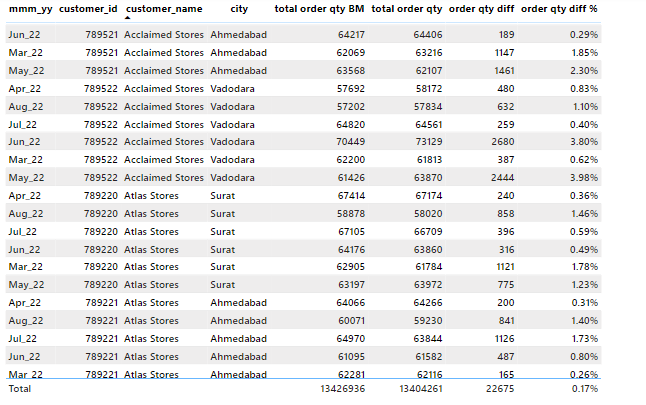 mmm_yy customer_id customer_name city total order qty BM total order qty order qty diff order qty diff %
Jun_22 789521 Acclaimed Stores Ahmedabad 64217 64406 189 0.29%
Mar_22 789521 Acclaimed Stores Ahmedabad 62069 63216 1147 1.85%
May_22 789521 Acclaimed Stores Ahmedabad 63568 62107 1461 2.30%
Apr_22 789522 Acclaimed Stores Vadodara 57692 58172 480 0.83%
Aug_22 789522 Acclaimed Stores Vadodara 57202 57834 632 1.10%
Jul_22 789522 Acclaimed Stores Vadodara 64820 64561 259 0.40%
Jun_22 789522 Acclaimed Stores Vadodara 70449 73129 2680 3.80%
Mar_22 789522 Acclaimed Stores Vadodara 62200 61813 387 0.62%
May_22 789522 Acclaimed Stores Vadodara 61426 63870 2444 3.98%
Apr_22 789220 Atlas Stores Surat 67414 67174 240 0.36%
Aug_22 789220 Atlas Stores Surat 58878 58020 858 1.46%
Jul_22 789220 Atlas Stores Surat 67105 66709 396 0.59%
Jun_22 789220 Atlas Stores Surat 64176 63860 316 0.49%
Mar_22 789220 Atlas Stores Surat 62905 61784 1121 1.78%
May_22 789220 Atlas Stores Surat 63197 63972 775 1.23%
Apr_22 789221 Atlas Stores Ahmedabad 64066 64266 200 0.31%
Aug_22 789221 Atlas Stores Ahmedabad 60071 59230 841 1.40%
Jul_22 789221 Atlas Stores Ahmedabad 64970 63844 1126 1.73%
Jun_22 789221 Atlas Stores Ahmedabad 61095 61582 487 0.80%
Mar_22 789221 Atlas Stores Ahmedabad 62281 62116 165 0.26%
Total 13426936 13404261 22675 0.17%